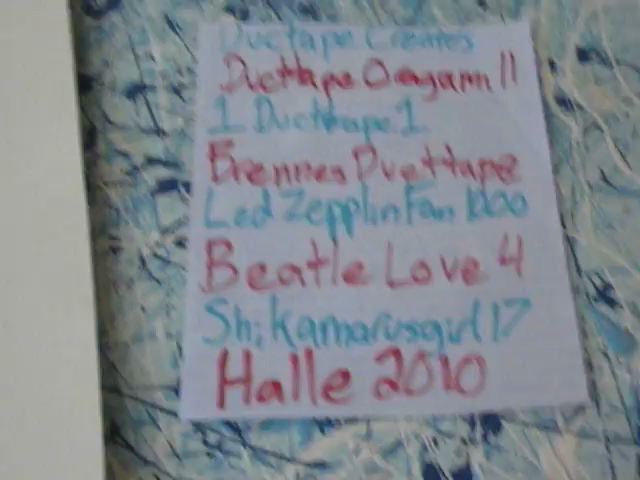 Ductape Creates
Ducttape Oragami 11
1 Ducttape 1
Brennes Ducttape
Led Zepplin Fan 1000
Beatle Love 4
Shikamarusgirl 17
Halle 2010